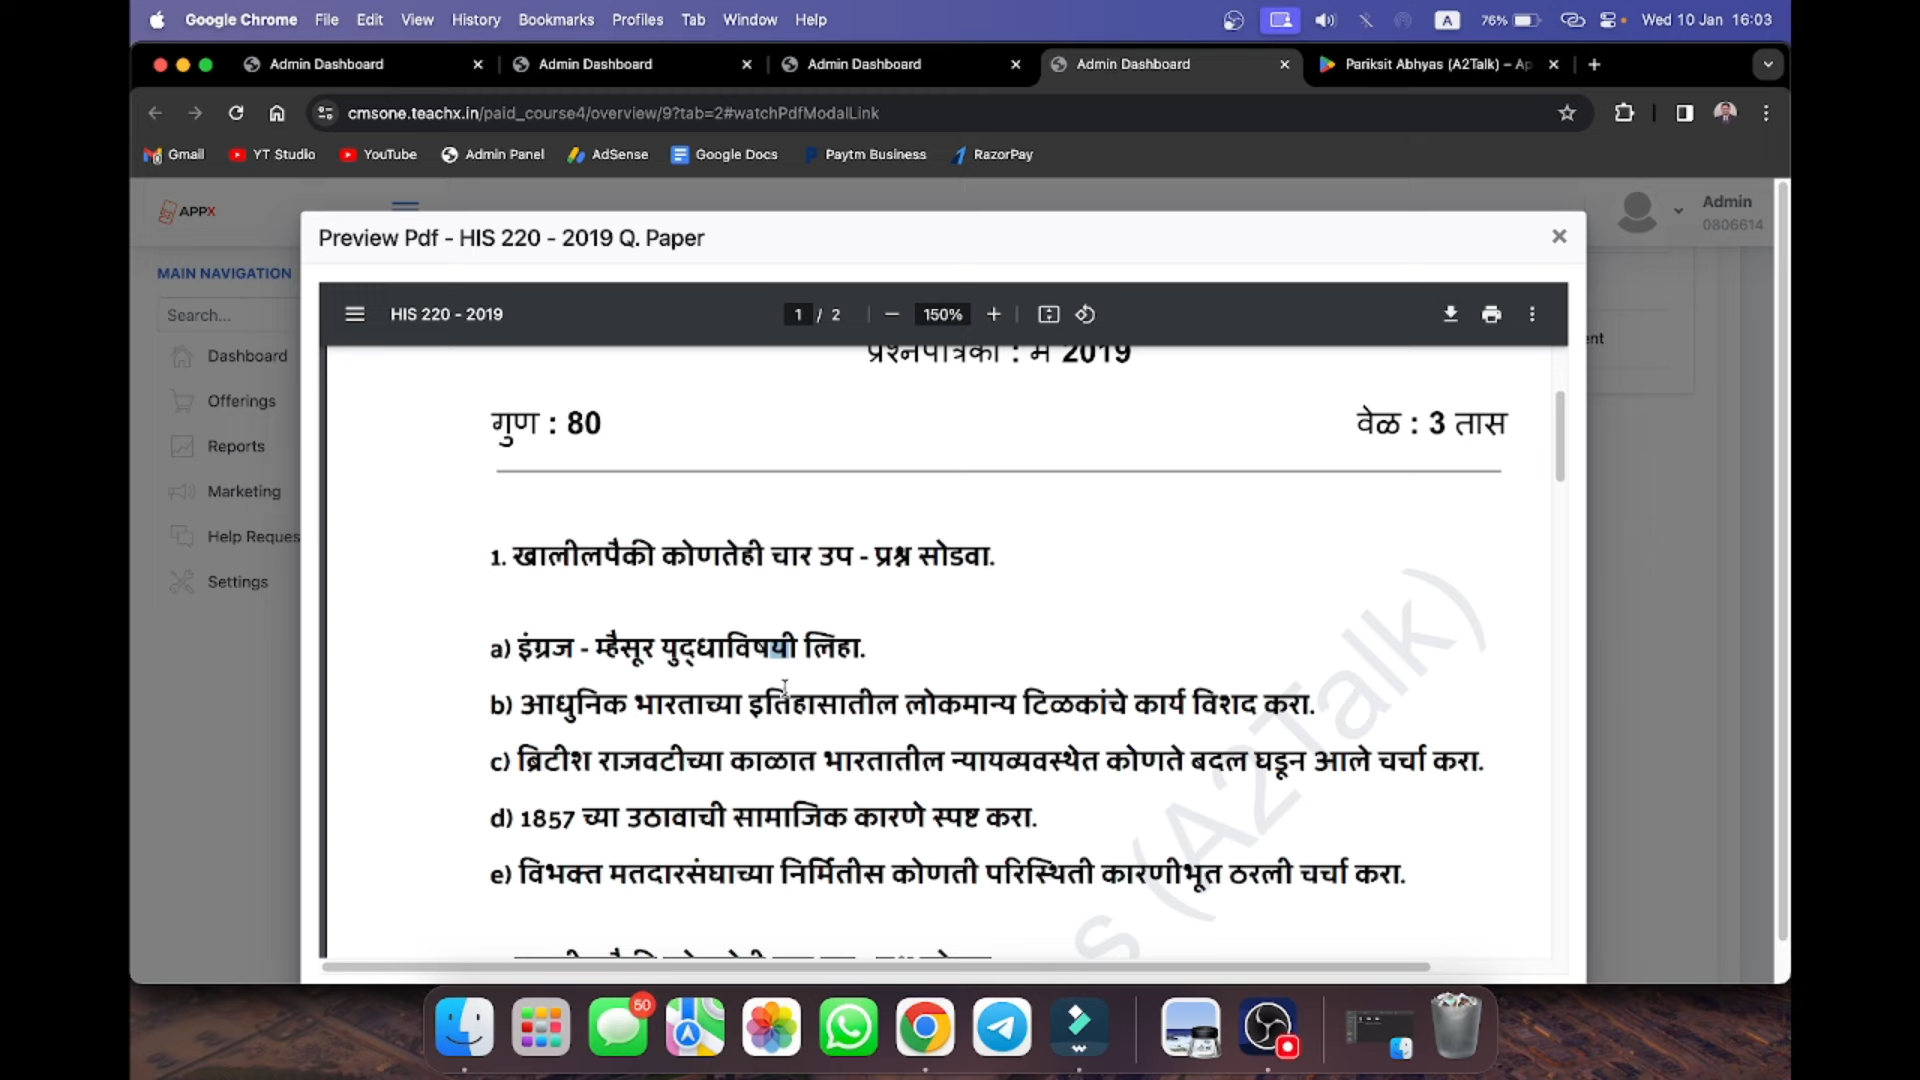 Google Chrome File Edit View History Bookmarks Profiles Tab Window Help A 76% Wed 10 Jan 16:03
Admin Dashboard Admin Dashboard Admin Dashboard Admin Dashboard Pariksit Abhyas (A2Talk) – Ap
cmsone.teachx.in/paid_course4/overview/9?tab=2#watchPdfModalLink
Gmail YT Studio YouTube Admin Panel AdSense Google Docs Paytm Business RazorPay
APPX
Admin
0806614
Preview Pdf - HIS 220 - 2019 Q. Paper
MAIN NAVIGATION
Search...
Dashboard
Offerings
Reports
Marketing
Help Reques
Settings
HIS 220 - 2019 1 / 2 150%
प्रश्नपत्रिका : मे 2019
गुण : 80 वेळ : 3 तास
1. खालीलपैकी कोणतेही चार उप - प्रश्न सोडवा.
a) इंग्रज - म्हैसूर युद्धाविषयी लिहा.
b) आधुनिक भारताच्या इतिहासातील लोकमान्य टिळकांचे कार्य विशद करा.
c) ब्रिटीश राजवटीच्या काळात भारतातील न्यायव्यवस्थेत कोणते बदल घडून आले चर्चा करा.
d) 1857 च्या उठावाची सामाजिक कारणे स्पष्ट करा.
e) विभक्त मतदारसंघाच्या निर्मितीस कोणती परिस्थिती कारणीभूत ठरली चर्चा करा.
s (A2Talk)
50